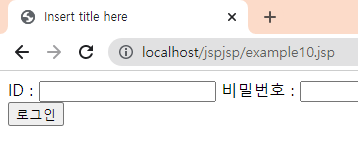 Insert title here
localhost/jspjsp/example10.jsp
ID : 비밀번호 :
로그인